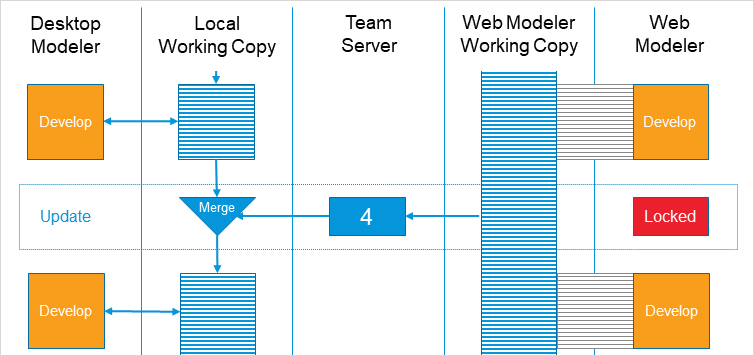 Desktop
Modeler
Local
Working Copy
Team
Server
Web Modeler
Working Copy
Web
Modeler
Develop
Develop
Update
Merge
4
Locked
Develop
Develop